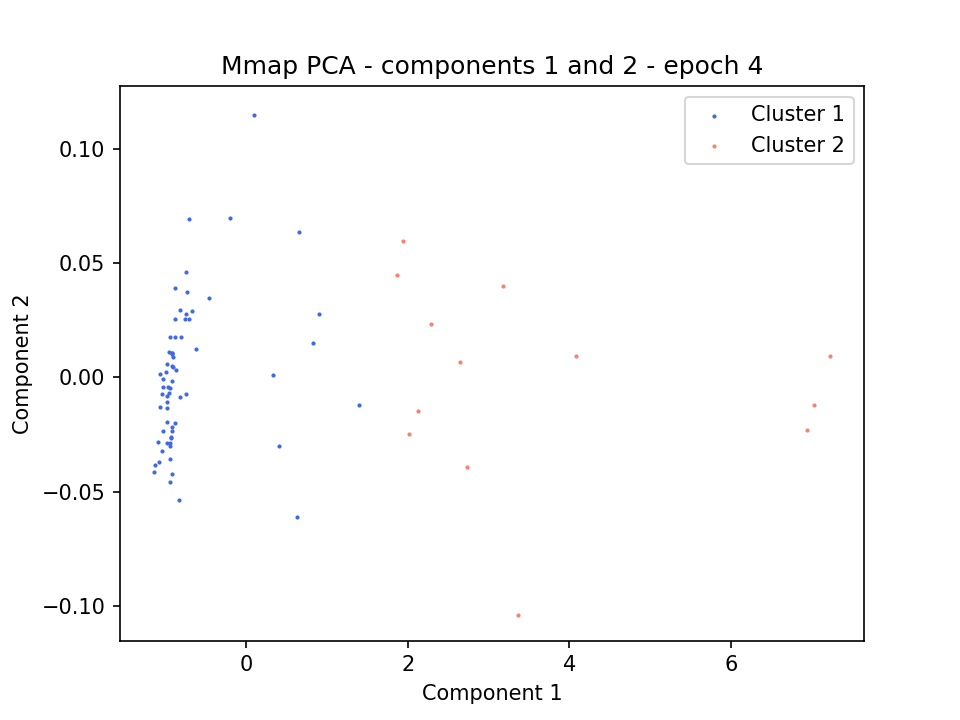 Mmap PCA - components 1 and 2 - epoch 4
Cluster 1
Cluster 2
0.10
0.05
0.00
−0.05
−0.10
Component 2
0 2 4 6
Component 1